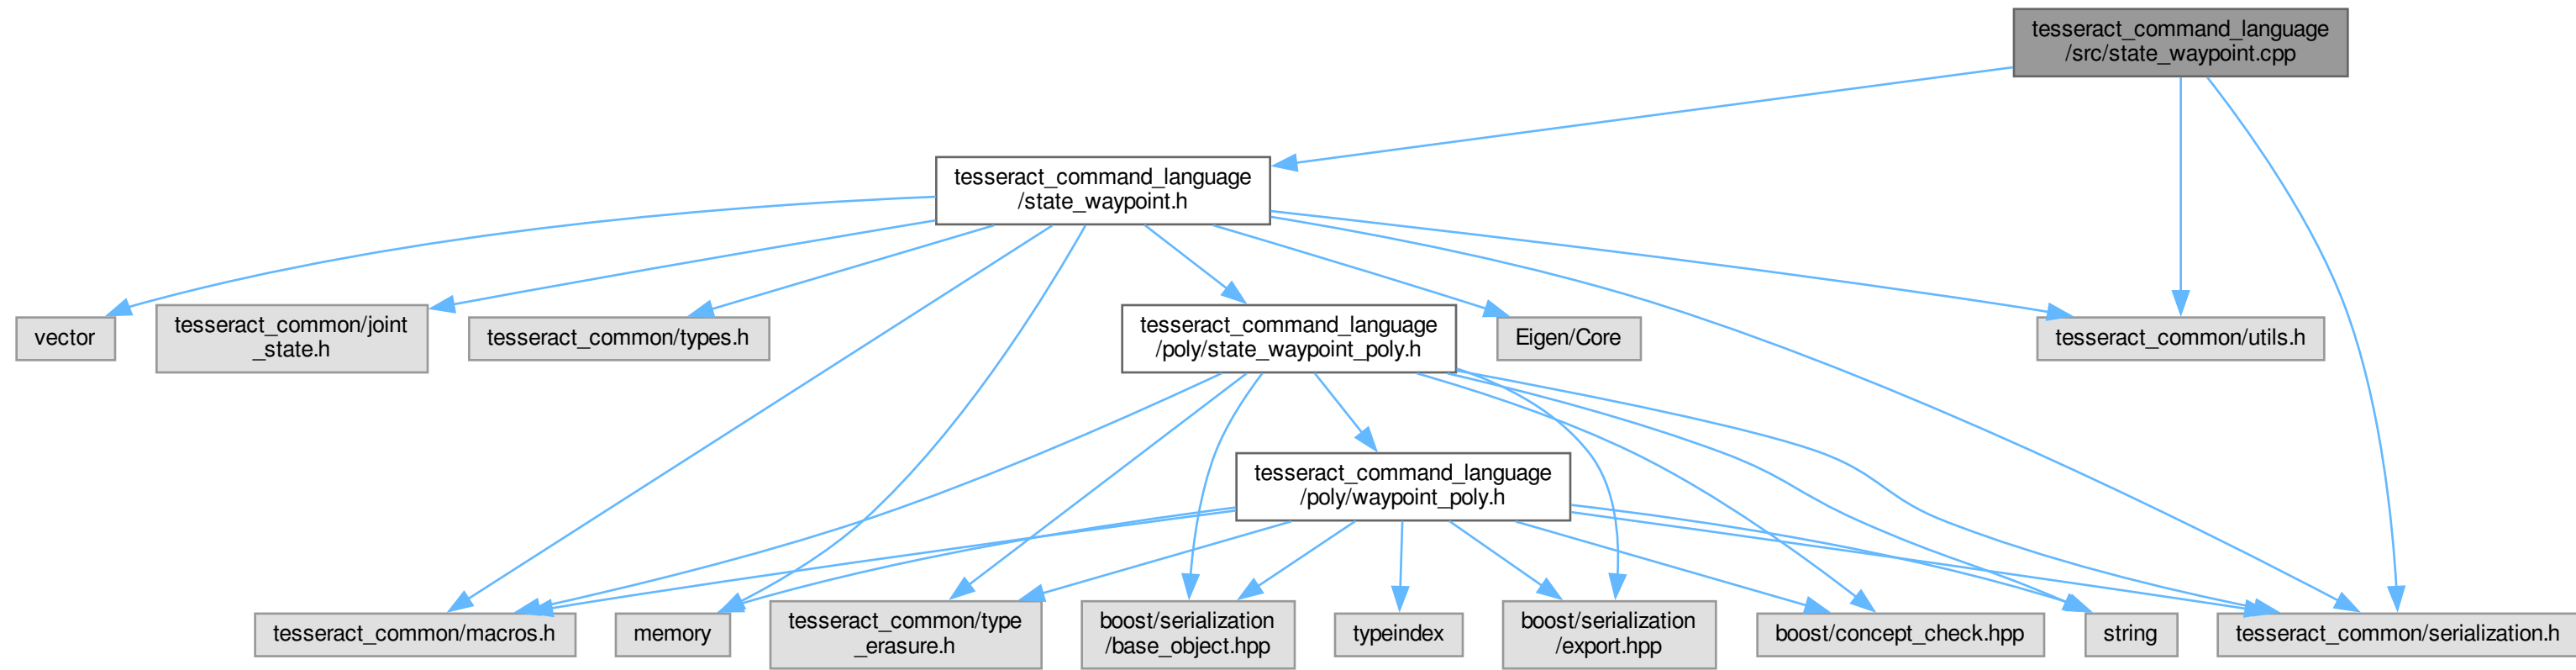 tesseract_command_language
/src/state_waypoint.cpp
tesseract_command_language
/state_waypoint.h
vector
tesseract_common/joint
_state.h
tesseract_common/types.h
tesseract_command_language
/poly/state_waypoint_poly.h
Eigen/Core
tesseract_common/utils.h
tesseract_command_language
/poly/waypoint_poly.h
tesseract_common/macros.h
memory
tesseract_common/type
_erasure.h
boost/serialization
/base_object.hpp
typeindex
boost/serialization
/export.hpp
boost/concept_check.hpp
string
tesseract_common/serialization.h